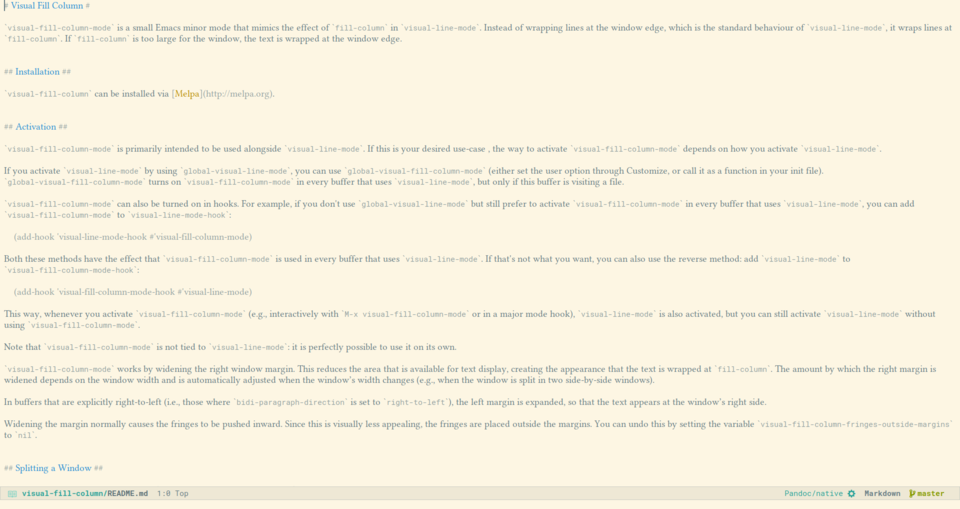 # Visual Fill Column #
`visual-fill-column-mode` is a small Emacs minor mode that mimics the effect of `fill-column` in `visual-line-mode`. Instead of wrapping lines at the window edge, which is the standard behaviour of `visual-line-mode`, it wraps lines at
`fill-column`. If `fill-column` is too large for the window, the text is wrapped at the window edge.
## Installation ##
`visual-fill-column` can be installed via [Melpa](http://melpa.org).
## Activation ##
`visual-fill-column-mode` is primarily intended to be used alongside `visual-line-mode`. If this is your desired use-case , the way to activate `visual-fill-column-mode` depends on how you activate `visual-line-mode`.
If you activate `visual-line-mode` by using `global-visual-line-mode`, you can use `global-visual-fill-column-mode` (either set the user option through Customize, or call it as a function in your init file).
`global-visual-fill-column-mode` turns on `visual-fill-column-mode` in every buffer that uses `visual-line-mode`, but only if this buffer is visiting a file.
`visual-fill-column-mode` can also be turned on in hooks. For example, if you don't use `global-visual-line-mode` but still prefer to activate `visual-fill-column-mode` in every buffer that uses `visual-line-mode`, you can add
`visual-fill-column-mode` to `visual-line-mode-hook`:
(add-hook 'visual-line-mode-hook #'visual-fill-column-mode)
Both these methods have the effect that `visual-fill-column-mode` is used in every buffer that uses `visual-line-mode`. If that's not what you want, you can also use the reverse method: add `visual-line-mode` to
`visual-fill-column-mode-hook`:
(add-hook 'visual-fill-column-mode-hook #'visual-line-mode)
This way, whenever you activate `visual-fill-column-mode` (e.g., interactively with `M-x visual-fill-column-mode` or in a major mode hook), `visual-line-mode` is also activated, but you can still activate `visual-line-mode` without
using `visual-fill-column-mode`.
Note that `visual-fill-column-mode` is not tied to `visual-line-mode`: it is perfectly possible to use it on its own.
`visual-fill-column-mode` works by widening the right window margin. This reduces the area that is available for text display, creating the appearance that the text is wrapped at `fill-column`. The amount by which the right margin is
widened depends on the window width and is automatically adjusted when the window's width changes (e.g., when the window is split in two side-by-side windows).
In buffers that are explicitly right-to-left (i.e., those where `bidi-paragraph-direction` is set to `right-to-left`), the left margin is expanded, so that the text appears at the window's right side.
Widening the margin normally causes the fringes to be pushed inward. Since this is visually less appealing, the fringes are placed outside the margins. You can undo this by setting the variable `visual-fill-column-fringes-outside-margins`
to `nil`.
## Splitting a Window ##
visual-fill-column/README.md 1:0 Top Pandoc/native Markdown master